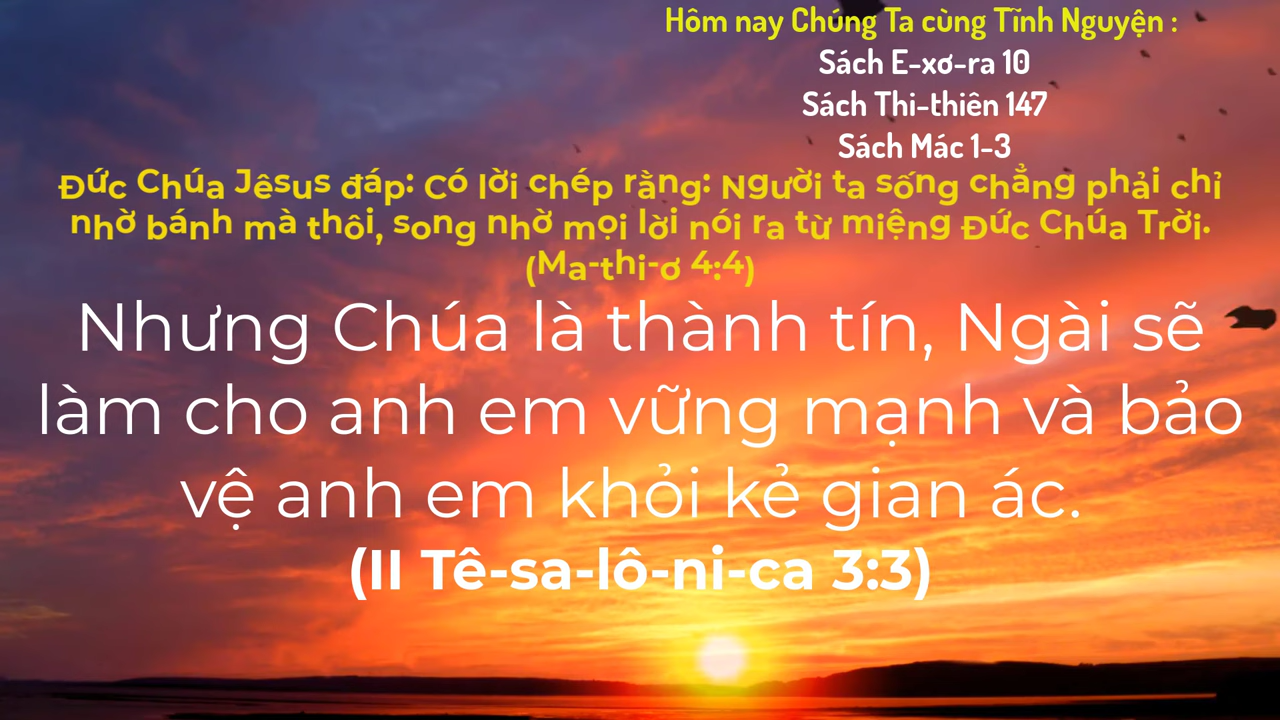 Hôm nay Chúng Ta cùng Tĩnh Nguyện :
Sách E-xơ-ra 10
Sách Thi-thiên 147
Sách Mác 1-3
Đức Chúa Jêsus đáp: Có lời chép rằng: Người ta sống chẳng phải chỉ
nhờ bánh mà thôi, song nhờ mọi lời nói ra từ miệng Đức Chúa Trời.
(Ma-thi-ơ 4:4)
Nhưng Chúa là thành tín, Ngài sẽ
làm cho anh em vững mạnh và bảo
vệ anh em khỏi kẻ gian ác.
(II Tê-sa-lô-ni-ca 3:3)